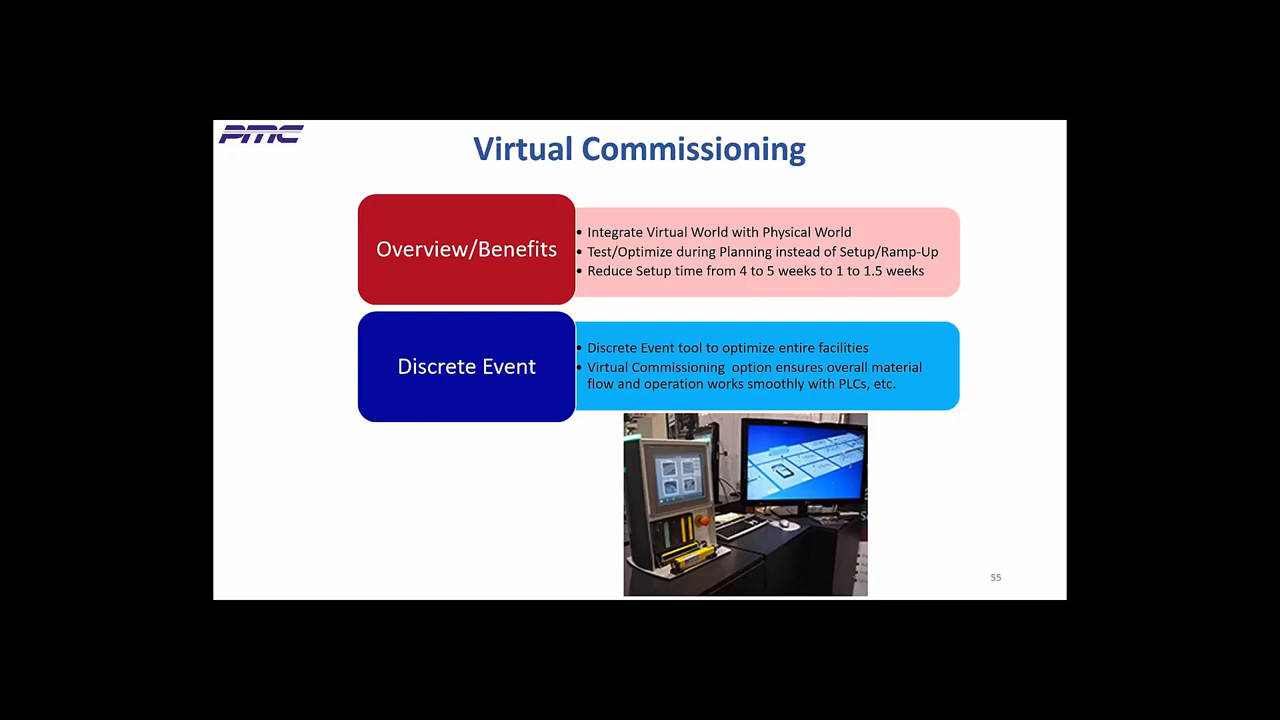 PMC
Virtual Commissioning
Overview/Benefits
• Integrate Virtual World with Physical World
• Test/Optimize during Planning instead of Setup/Ramp-Up
• Reduce Setup time from 4 to 5 weeks to 1 to 1.5 weeks
Discrete Event
• Discrete Event tool to optimize entire facilities
• Virtual Commissioning option ensures overall material
flow and operation works smoothly with PLCs, etc.
55